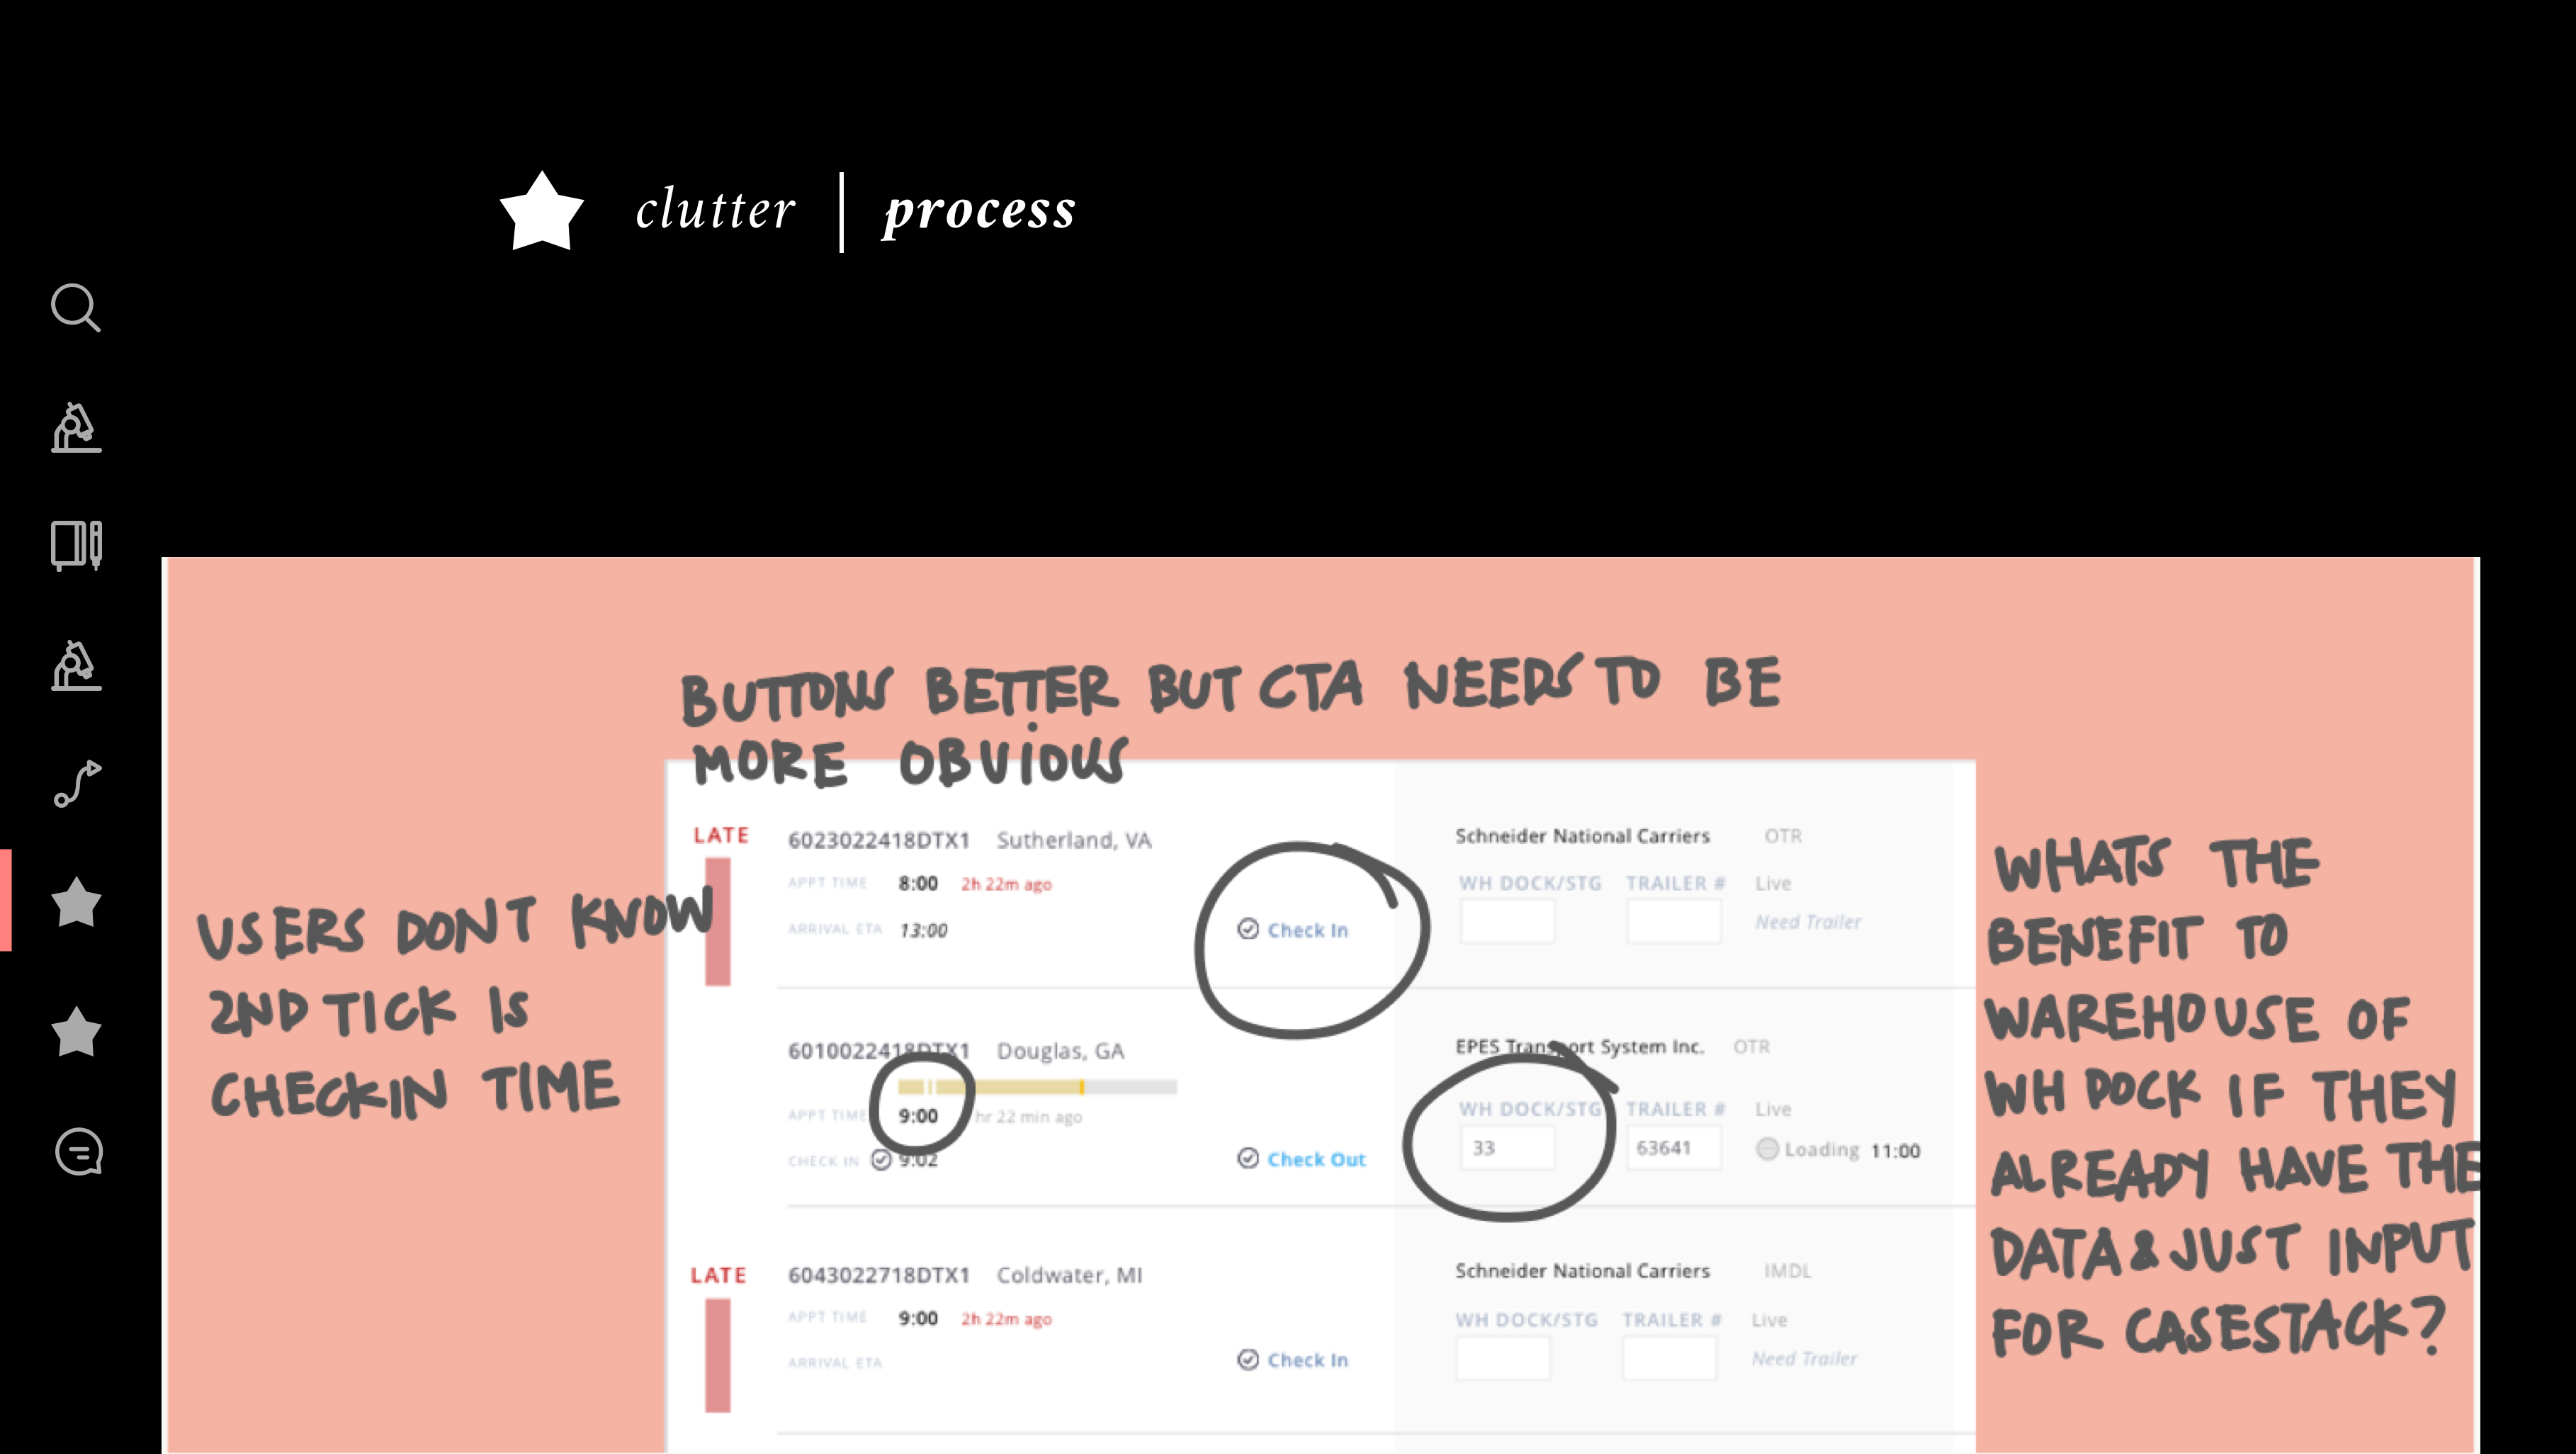 clutter | process
BUTTONS BETTER BUT CTA NEEDS TO BE
MORE OBVIOUS
USERS DONT KNOW
2ND TICK IS
CHECKIN TIME
LATE
6023022418DTX1 Sutherland, VA
APPT TIME 8:00 2h 22m ago
ARRIVAL ETA 13:00
Check In
Schneider National Carriers OTR
WH DOCK/STG TRAILER # Live
Need Trailer
6010022418DTX1 Douglas, GA
APPT TIME 9:00 hr 22 min ago
CHECK IN 9:02
Check Out
EPES Transport System Inc. OTR
WH DOCK/STG TRAILER # Live
33 63641 Loading 11:00
LATE
6043022718DTX1 Coldwater, MI
APPT TIME 9:00 2h 22m ago
ARRIVAL ETA
Check In
Schneider National Carriers IMDL
WH DOCK/STG TRAILER # Live
Need Trailer
WHATS THE
BENEFIT TO
WAREHOUSE OF
WH DOCK IF THEY
ALREADY HAVE THE
DATA & JUST INPUT
FOR CASESTACK?